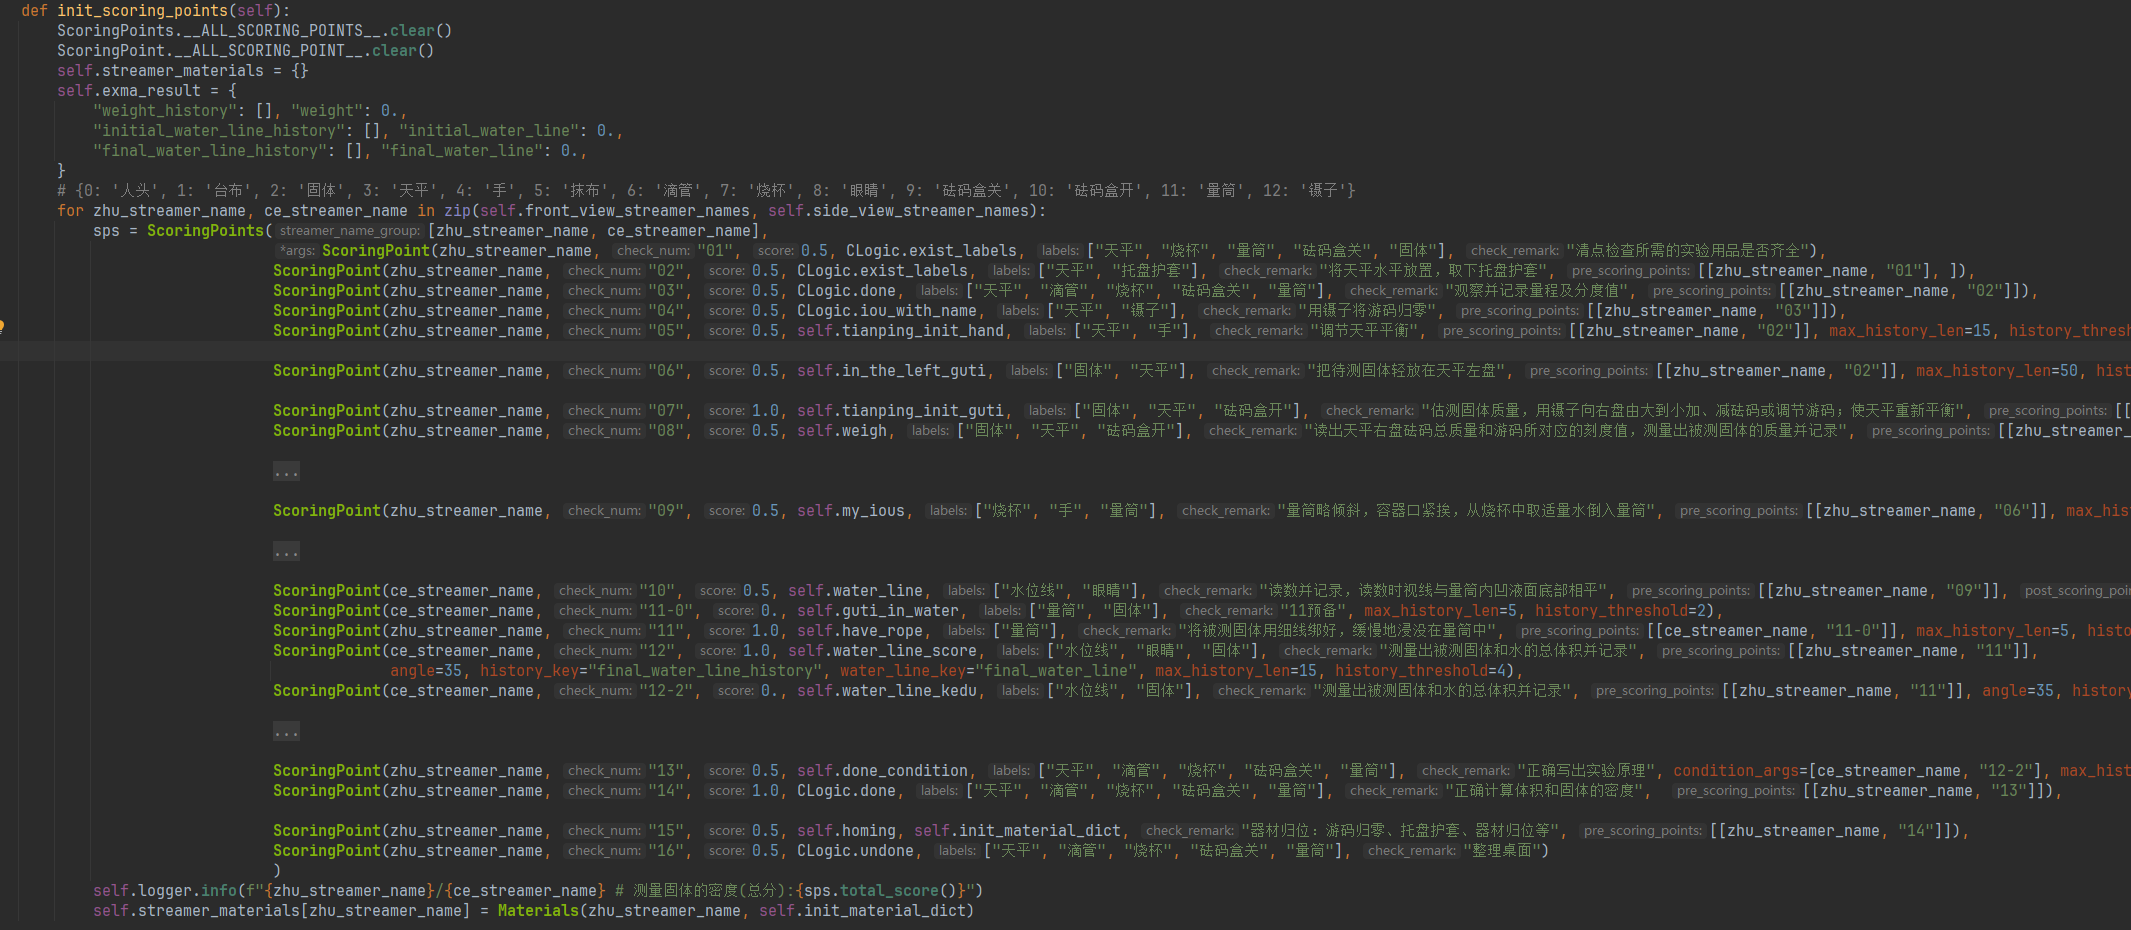 def init_scoring_points(self):
ScoringPoints.__ALL_SCORING_POINTS__.clear()
ScoringPoint.__ALL_SCORING_POINT__.clear()
self.streamer_materials = {}
self.exma_result = {
"weight_history": [], "weight": 0.,
"initial_water_line_history": [], "initial_water_line": 0.,
"final_water_line_history": [], "final_water_line": 0.,
}
# {0: '人头', 1: '台布', 2: '固体', 3: '天平', 4: '手', 5: '抹布', 6: '滴管', 7: '烧杯', 8: '眼睛', 9: '砝码盒关', 10: '砝码盒开', 11: '量筒', 12: '镊子'}
for zhu_streamer_name, ce_streamer_name in zip(self.front_view_streamer_names, self.side_view_streamer_names):
sps = ScoringPoints( streamer_name_group: [zhu_streamer_name, ce_streamer_name],
*args: ScoringPoint(zhu_streamer_name, check_num: "01", score: 0.5, CLogic.exist_labels, labels: ["天平", "烧杯", "量筒", "砝码盒关", "固体"], check_remark: "清点检查所需的实验用品是否齐全"),
ScoringPoint(zhu_streamer_name, check_num: "02", score: 0.5, CLogic.exist_labels, labels: ["天平", "托盘护套"], check_remark: "将天平水平放置，取下托盘护套", pre_scoring_points: [[zhu_streamer_name, "01"], ]),
ScoringPoint(zhu_streamer_name, check_num: "03", score: 0.5, CLogic.done, labels: ["天平", "滴管", "烧杯", "砝码盒关", "量筒"], check_remark: "观察并记录量程及分度值", pre_scoring_points: [[zhu_streamer_name, "02"]]),
ScoringPoint(zhu_streamer_name, check_num: "04", score: 0.5, CLogic.iou_with_name, labels: ["天平", "镊子"], check_remark: "用镊子将游码归零", pre_scoring_points: [[zhu_streamer_name, "03"]]),
ScoringPoint(zhu_streamer_name, check_num: "05", score: 0.5, self.tianping_init_hand, labels: ["天平", "手"], check_remark: "调节天平平衡", pre_scoring_points: [[zhu_streamer_name, "02"]], max_history_len=15, history_thresh
ScoringPoint(zhu_streamer_name, check_num: "06", score: 0.5, self.in_the_left_guti, labels: ["固体", "天平"], check_remark: "把待测固体轻放在天平左盘", pre_scoring_points: [[zhu_streamer_name, "02"]], max_history_len=50, hist
ScoringPoint(zhu_streamer_name, check_num: "07", score: 1.0, self.tianping_init_guti, labels: ["固体", "天平", "砝码盒开"], check_remark: "估测固体质量，用镊子向右盘由大到小加、减砝码或调节游码；使天平重新平衡", pre_scoring_points: [[
ScoringPoint(zhu_streamer_name, check_num: "08", score: 0.5, self.weigh, labels: ["固体", "天平", "砝码盒开"], check_remark: "读出天平右盘砝码总质量和游码所对应的刻度值，测量出被测固体的质量并记录", pre_scoring_points: [[zhu_streamer_
...
ScoringPoint(zhu_streamer_name, check_num: "09", score: 0.5, self.my_ious, labels: ["烧杯", "手", "量筒"], check_remark: "量筒略倾斜，容器口紧挨，从烧杯中取适量水倒入量筒", pre_scoring_points: [[zhu_streamer_name, "06"]], max_his
...
ScoringPoint(ce_streamer_name, check_num: "10", score: 0.5, self.water_line, labels: ["水位线", "眼睛"], check_remark: "读数并记录，读数时视线与量筒内凹液面底部相平", pre_scoring_points: [[zhu_streamer_name, "09"]], post_scoring_poi
ScoringPoint(ce_streamer_name, check_num: "11-0", score: 0., self.guti_in_water, labels: ["量筒", "固体"], check_remark: "11预备", max_history_len=5, history_threshold=2),
ScoringPoint(zhu_streamer_name, check_num: "11", score: 1.0, self.have_rope, labels: ["量筒"], check_remark: "将被测固体用细线绑好，缓慢地浸没在量筒中", pre_scoring_points: [[ce_streamer_name, "11-0"]], max_history_len=5, histo
ScoringPoint(ce_streamer_name, check_num: "12", score: 1.0, self.water_line_score, labels: ["水位线", "眼睛", "固体"], check_remark: "测量出被测固体和水的总体积并记录", pre_scoring_points: [[zhu_streamer_name, "11"]],
angle=35, history_key="final_water_line_history", water_line_key="final_water_line", max_history_len=15, history_threshold=4),
ScoringPoint(ce_streamer_name, check_num: "12-2", score: 0., self.water_line_kedu, labels: ["水位线", "固体"], check_remark: "测量出被测固体和水的总体积并记录", pre_scoring_points: [[zhu_streamer_name, "11"]], angle=35, history
...
ScoringPoint(zhu_streamer_name, check_num: "13", score: 0.5, self.done_condition, labels: ["天平", "滴管", "烧杯", "砝码盒关", "量筒"], check_remark: "正确写出实验原理", condition_args=[ce_streamer_name, "12-2"], max_hist
ScoringPoint(zhu_streamer_name, check_num: "14", score: 1.0, CLogic.done, labels: ["天平", "滴管", "烧杯", "砝码盒关", "量筒"], check_remark: "正确计算体积和固体的密度", pre_scoring_points: [[zhu_streamer_name, "13"]]),
ScoringPoint(zhu_streamer_name, check_num: "15", score: 0.5, self.homing, self.init_material_dict, check_remark: "器材归位：游码归零、托盘护套、器材归位等", pre_scoring_points: [[zhu_streamer_name, "14"]]),
ScoringPoint(zhu_streamer_name, check_num: "16", score: 0.5, CLogic.undone, labels: ["天平", "滴管", "烧杯", "砝码盒关", "量筒"], check_remark: "整理桌面")
)
self.logger.info(f"{zhu_streamer_name}/{ce_streamer_name} # 测量固体的密度(总分):{sps.total_score()}")
self.streamer_materials[zhu_streamer_name] = Materials(zhu_streamer_name, self.init_material_dict)